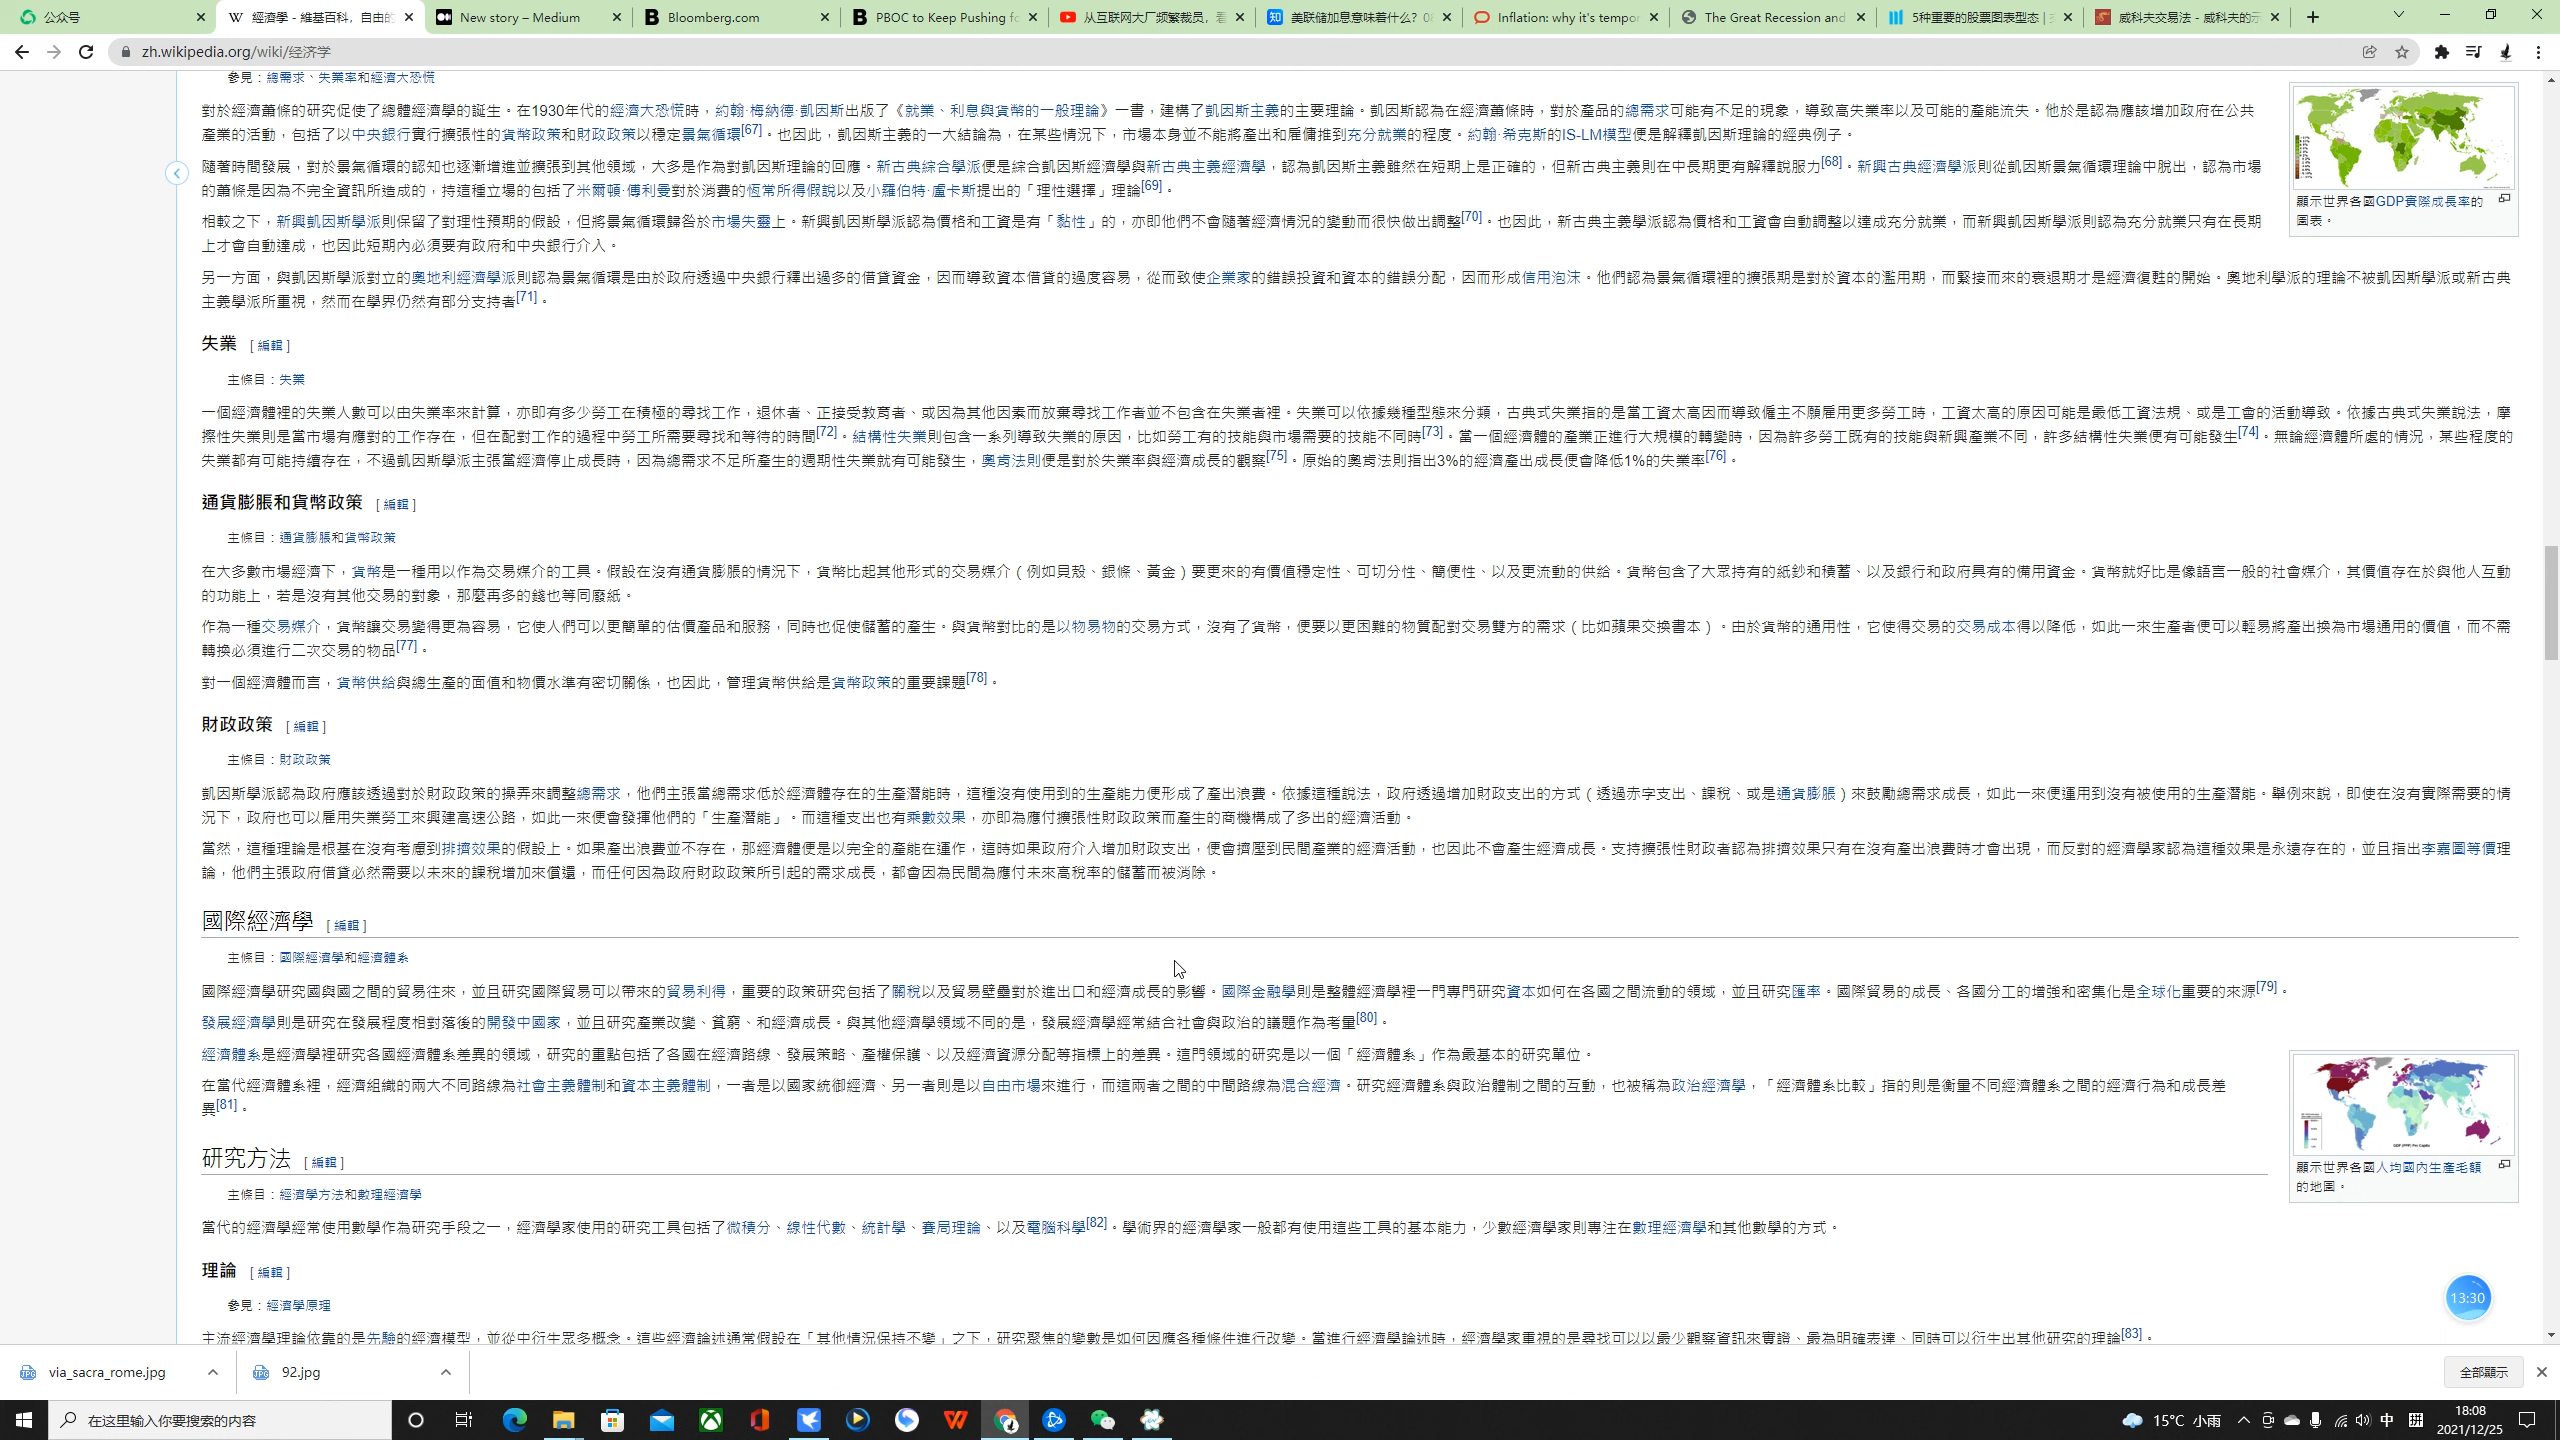 公众号
經濟學 - 維基百科，自由的
New story – Medium
Bloomberg.com
PBOC to Keep Pushing fo
从互联网大厂频繁裁员，看
美联储加息意味着什么？08
Inflation: why it's tempor
The Great Recession and
5种重要的股票图表型态 |
威科夫交易法 - 威科夫的示
zh.wikipedia.org/wiki/经济学
參見：總需求、失業率和經濟大恐慌
對於經濟蕭條的研究促使了總體經濟學的誕生。在1930年代的經濟大恐慌時，約翰·梅納德·凱因斯出版了《就業、利息與貨幣的一般理論》一書，建構了凱因斯主義的主要理論。凱因斯認為在經濟蕭條時，對於產品的總需求可能有不足的現象，導致高失業率以及可能的產能流失。他於是認為應該增加政府在公共
產業的活動，包括了以中央銀行實行擴張性的貨幣政策和財政政策以穩定景氣循環[67]。也因此，凱因斯主義的一大結論為，在某些情況下，市場本身並不能將產出和雇傭推到充分就業的程度。約翰·希克斯的IS-LM模型便是解釋凱因斯理論的經典例子。
隨著時間發展，對於景氣循環的認知也逐漸增進並擴張到其他領域，大多是作為對凱因斯理論的回應。新古典綜合學派便是綜合凱因斯經濟學與新古典主義經濟學，認為凱因斯主義雖然在短期上是正確的，但新古典主義則在中長期更有解釋說服力[68]。新興古典經濟學派則從凱因斯景氣循環理論中脫出，認為市場
的蕭條是因為不完全資訊所造成的，持這種立場的包括了米爾頓·傅利曼對於消費的恆常所得假說以及小羅伯特·盧卡斯提出的「理性選擇」理論[69]。
相較之下，新興凱因斯學派則保留了對理性預期的假設，但將景氣循環歸咎於市場失靈上。新興凱因斯學派認為價格和工資是有「黏性」的，亦即他們不會隨著經濟情況的變動而很快做出調整[70]。也因此，新古典主義學派認為價格和工資會自動調整以達成充分就業，而新興凱因斯學派則認為充分就業只有在長期
上才會自動達成，也因此短期內必須要有政府和中央銀行介入。
顯示世界各國GDP實際成長率的
圖表。
另一方面，與凱因斯學派對立的奧地利經濟學派則認為景氣循環是由於政府透過中央銀行釋出過多的借貸資金，因而導致資本借貸的過度容易，從而致使企業家的錯誤投資和資本的錯誤分配，因而形成信用泡沫。他們認為景氣循環裡的擴張期是對於資本的濫用期，而緊接而來的衰退期才是經濟復甦的開始。奧地利學派的理論不被凱因斯學派或新古典
主義學派所重視，然而在學界仍然有部分支持者[71]。
失業 [編輯]
主條目：失業
一個經濟體裡的失業人數可以由失業率來計算，亦即有多少勞工在積極的尋找工作，退休者、正接受教育者、或因為其他因素而放棄尋找工作者並不包含在失業者裡。失業可以依據幾種型態來分類，古典式失業指的是當工資太高因而導致僱主不願雇用更多勞工時，工資太高的原因可能是最低工資法規、或是工會的活動導致。依據古典式失業說法，摩
擦性失業則是當市場有應對的工作存在，但在配對工作的過程中勞工所需要尋找和等待的時間[72]。結構性失業則包含一系列導致失業的原因，比如勞工有的技能與市場需要的技能不同時[73]。當一個經濟體的產業正進行大規模的轉變時，因為許多勞工既有的技能與新興產業不同，許多結構性失業便有可能發生[74]。無論經濟體所處的情況，某些程度的
失業都有可能持續存在，不過凱因斯學派主張當經濟停止成長時，因為總需求不足所產生的週期性失業就有可能發生，奧肯法則便是對於失業率與經濟成長的觀察[75]。原始的奧肯法則指出3%的經濟產出成長便會降低1%的失業率[76]。
通貨膨脹和貨幣政策 [編輯]
主條目：通貨膨脹和貨幣政策
在大多數市場經濟下，貨幣是一種用以作為交易媒介的工具。假設在沒有通貨膨脹的情況下，貨幣比起其他形式的交易媒介（例如貝殼、銀條、黃金）要更來的有價值穩定性、可切分性、簡便性、以及更流動的供給。貨幣包含了大眾持有的紙鈔和積蓄、以及銀行和政府具有的備用資金。貨幣就好比是像語言一般的社會媒介，其價值存在於與他人互動
的功能上，若是沒有其他交易的對象，那麼再多的錢也等同廢紙。
作為一種交易媒介，貨幣讓交易變得更為容易，它使人們可以更簡單的估價產品和服務，同時也促使儲蓄的產生。與貨幣對比的是以物易物的交易方式，沒有了貨幣，便要以更困難的物質配對交易雙方的需求（比如蘋果交換書本）。由於貨幣的通用性，它使得交易的交易成本得以降低，如此一來生產者便可以輕易將產出換為市場通用的價值，而不需
轉換必須進行二次交易的物品[77]。
對一個經濟體而言，貨幣供給與總生產的面值和物價水準有密切關係，也因此，管理貨幣供給是貨幣政策的重要課題[78]。
財政政策 [編輯]
主條目：財政政策
凱因斯學派認為政府應該透過對於財政政策的操弄來調整總需求，他們主張當總需求低於經濟體存在的生產潛能時，這種沒有使用到的生產能力便形成了產出浪費。依據這種說法，政府透過增加財政支出的方式（透過赤字支出、課稅、或是通貨膨脹）來鼓勵總需求成長，如此一來便運用到沒有被使用的生產潛能。舉例來說，即使在沒有實際需要的情
況下，政府也可以雇用失業勞工來興建高速公路，如此一來便會發揮他們的「生產潛能」。而這種支出也有乘數效果，亦即為應付擴張性財政政策而產生的商機構成了多出的經濟活動。
當然，這種理論是根基在沒有考慮到排擠效果的假設上。如果產出浪費並不存在，那經濟體便是以完全的產能在運作，這時如果政府介入增加財政支出，便會擠壓到民間產業的經濟活動，也因此不會產生經濟成長。支持擴張性財政者認為排擠效果只有在沒有產出浪費時才會出現，而反對的經濟學家認為這種效果是永遠存在的，並且指出李嘉圖等價理
論，他們主張政府借貸必然需要以未來的課稅增加來償還，而任何因為政府財政政策所引起的需求成長，都會因為民間為應付未來高稅率的儲蓄而被消除。
國際經濟學 [編輯]
主條目：國際經濟學和經濟體系
國際經濟學研究國與國之間的貿易往來，並且研究國際貿易可以帶來的貿易利得，重要的政策研究包括了關稅以及貿易壁壘對於進出口和經濟成長的影響。國際金融學則是整體經濟學裡一門專門研究資本如何在各國之間流動的領域，並且研究匯率。國際貿易的成長、各國分工的增強和密集化是全球化重要的來源[79]。
發展經濟學則是研究在發展程度相對落後的開發中國家，並且研究產業改變、貧窮、和經濟成長。與其他經濟學領域不同的是，發展經濟學經常結合社會與政治的議題作為考量[80]。
經濟體系是經濟學裡研究各國經濟體系差異的領域，研究的重點包括了各國在經濟路線、發展策略、產權保護、以及經濟資源分配等指標上的差異。這門領域的研究是以一個「經濟體系」作為最基本的研究單位。
在當代經濟體系裡，經濟組織的兩大不同路線為社會主義體制和資本主義體制，一者是以國家統御經濟、另一者則是以自由市場來進行，而這兩者之間的中間路線為混合經濟。研究經濟體系與政治體制之間的互動，也被稱為政治經濟學，「經濟體系比較」指的則是衡量不同經濟體系之間的經濟行為和成長差
異[81]。
顯示世界各國人均國內生產毛額
的地圖。
研究方法 [編輯]
主條目：經濟學方法和數理經濟學
當代的經濟學經常使用數學作為研究手段之一，經濟學家使用的研究工具包括了微積分、線性代數、統計學、賽局理論、以及電腦科學[82]。學術界的經濟學家一般都有使用這些工具的基本能力，少數經濟學家則專注在數理經濟學和其他數學的方式。
理論 [編輯]
參見：經濟學原理
主流經濟學理論依靠的是先驗的經濟模型，並從中衍生眾多概念。這些經濟論述通常假設在「其他情況保持不變」之下，研究聚焦的變數是如何因應各種條件進行改變。當進行經濟學論述時，經濟學家重視的是尋找可以以最少觀察資訊來實證、最為明確表達、同時可以衍生出其他研究的理論[83]。
13:30
via_sacra_rome.jpg
92.jpg
全部顯示
在这里输入你要搜索的内容
15°C 小雨
中
拼
18:08
2021/12/25